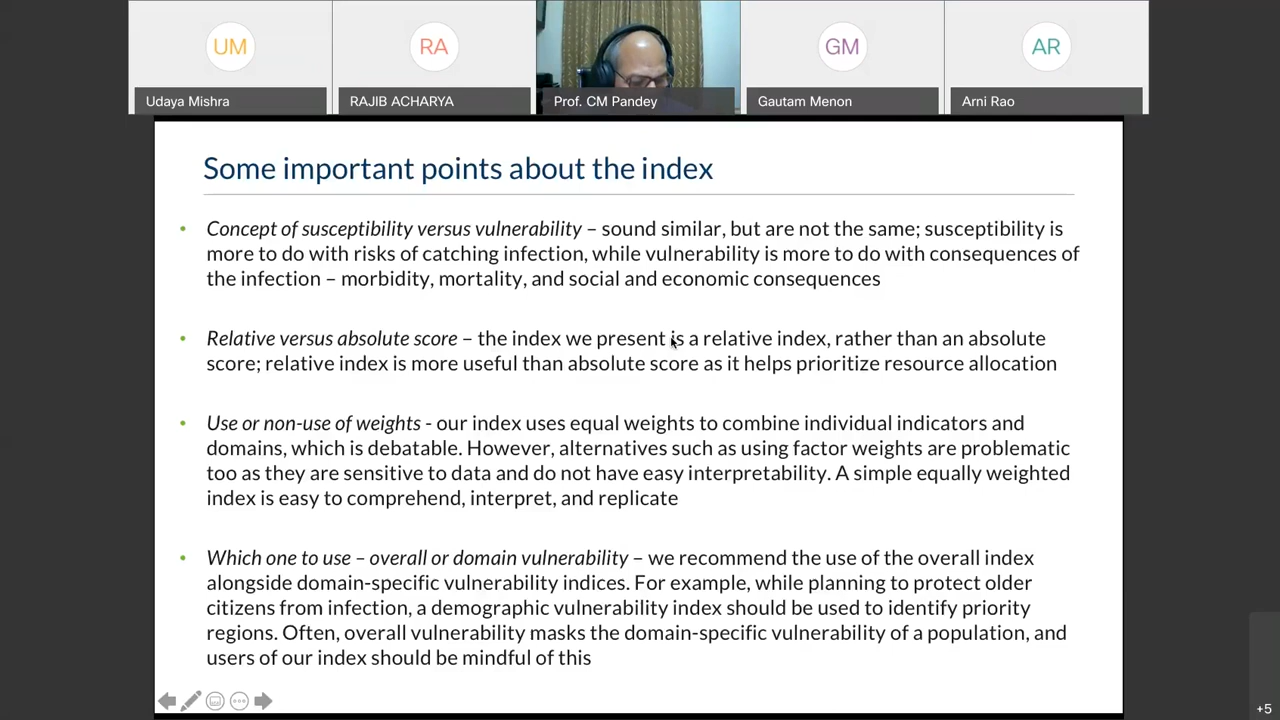 UM
RA
GM
AR
Udaya Mishra
RAJIB ACHARYA
Prof. CM Pandey
Gautam Menon
Arni Rao
Some important points about the index
• Concept of susceptibility versus vulnerability – sound similar, but are not the same; susceptibility is
more to do with risks of catching infection, while vulnerability is more to do with consequences of
the infection – morbidity, mortality, and social and economic consequences
• Relative versus absolute score – the index we present is a relative index, rather than an absolute
score; relative index is more useful than absolute score as it helps prioritize resource allocation
• Use or non-use of weights - our index uses equal weights to combine individual indicators and
domains, which is debatable. However, alternatives such as using factor weights are problematic
too as they are sensitive to data and do not have easy interpretability. A simple equally weighted
index is easy to comprehend, interpret, and replicate
• Which one to use – overall or domain vulnerability – we recommend the use of the overall index
alongside domain-specific vulnerability indices. For example, while planning to protect older
citizens from infection, a demographic vulnerability index should be used to identify priority
regions. Often, overall vulnerability masks the domain-specific vulnerability of a population, and
users of our index should be mindful of this
+5